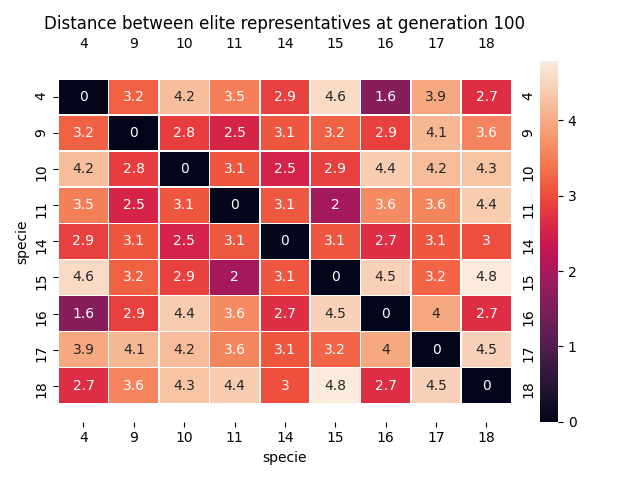 Distance between elite representatives at generation 100
4 9 10 11 14 15 16 17 18
4 0 3.2 4.2 3.5 2.9 4.6 1.6 3.9 2.7 4
9 3.2 0 2.8 2.5 3.1 3.2 2.9 4.1 3.6 9
10 4.2 2.8 0 3.1 2.5 2.9 4.4 4.2 4.3 10
11 3.5 2.5 3.1 0 3.1 2 3.6 3.6 4.4 11
14 2.9 3.1 2.5 3.1 0 3.1 2.7 3.1 3 14
15 4.6 3.2 2.9 2 3.1 0 4.5 3.2 4.8 15
16 1.6 2.9 4.4 3.6 2.7 4.5 0 4 2.7 16
17 3.9 4.1 4.2 3.6 3.1 3.2 4 0 4.5 17
18 2.7 3.6 4.3 4.4 3 4.8 2.7 4.5 0 18
4 9 10 11 14 15 16 17 18
specie
specie
4
3
2
1
0